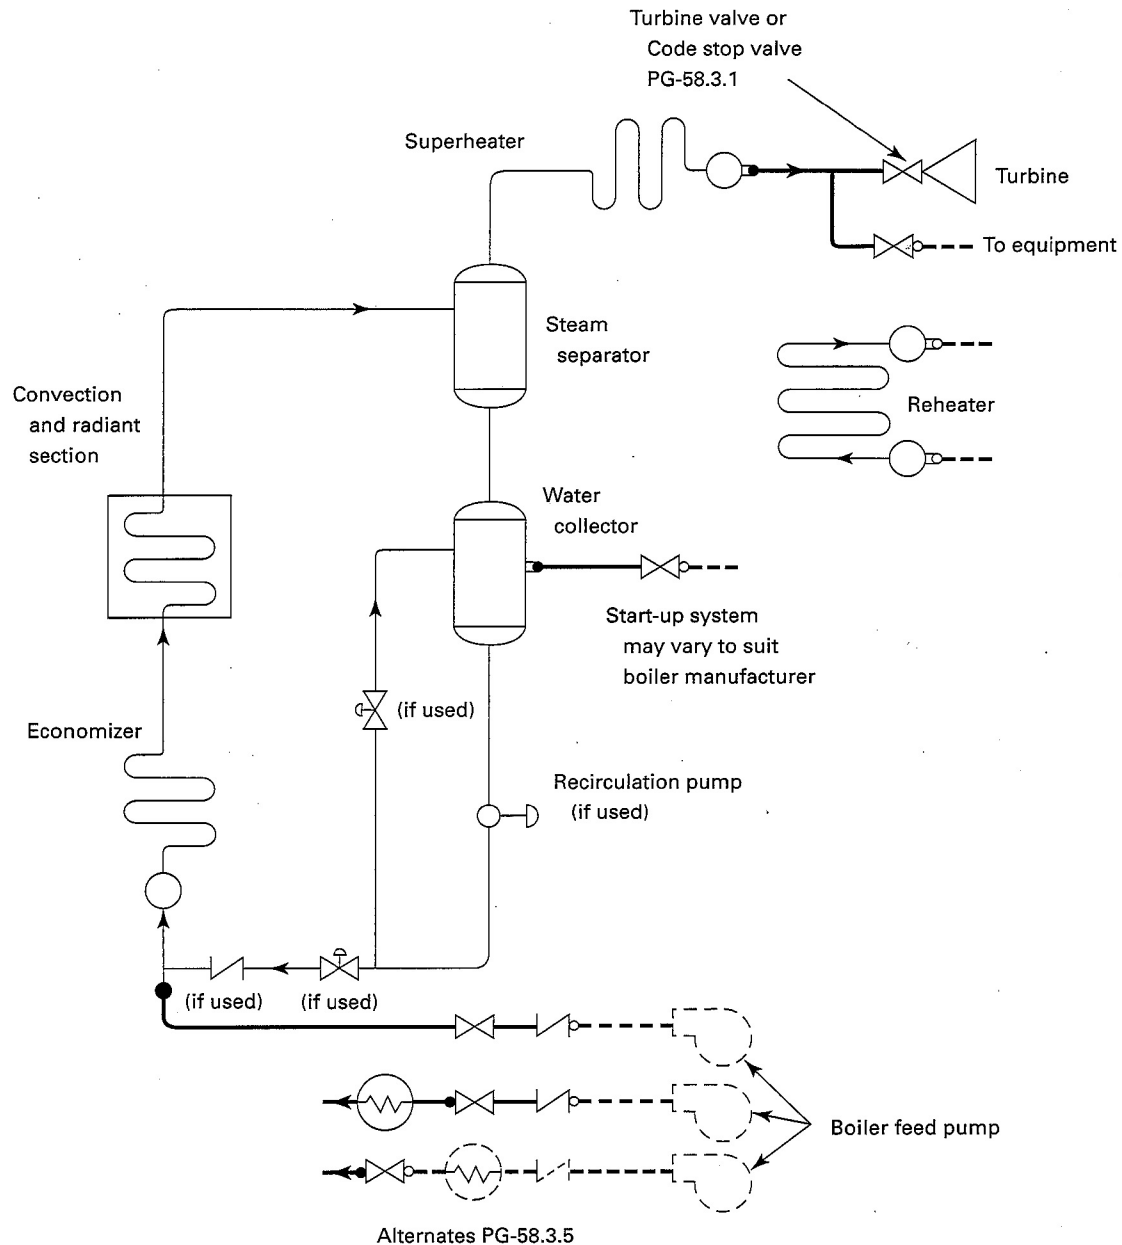 Turbine valve or
Code stop valve
PG-58.3.1
Superheater
Turbine
To equipment
Steam
separator
Convection
and radiant
section
Reheater
Water
collector
Start-up system
may vary to suit
boiler manufacturer
(if used)
Economizer
Recirculation pump
(if used)
(if used)
(if used)
Boiler feed pump
Alternates PG-58.3.5